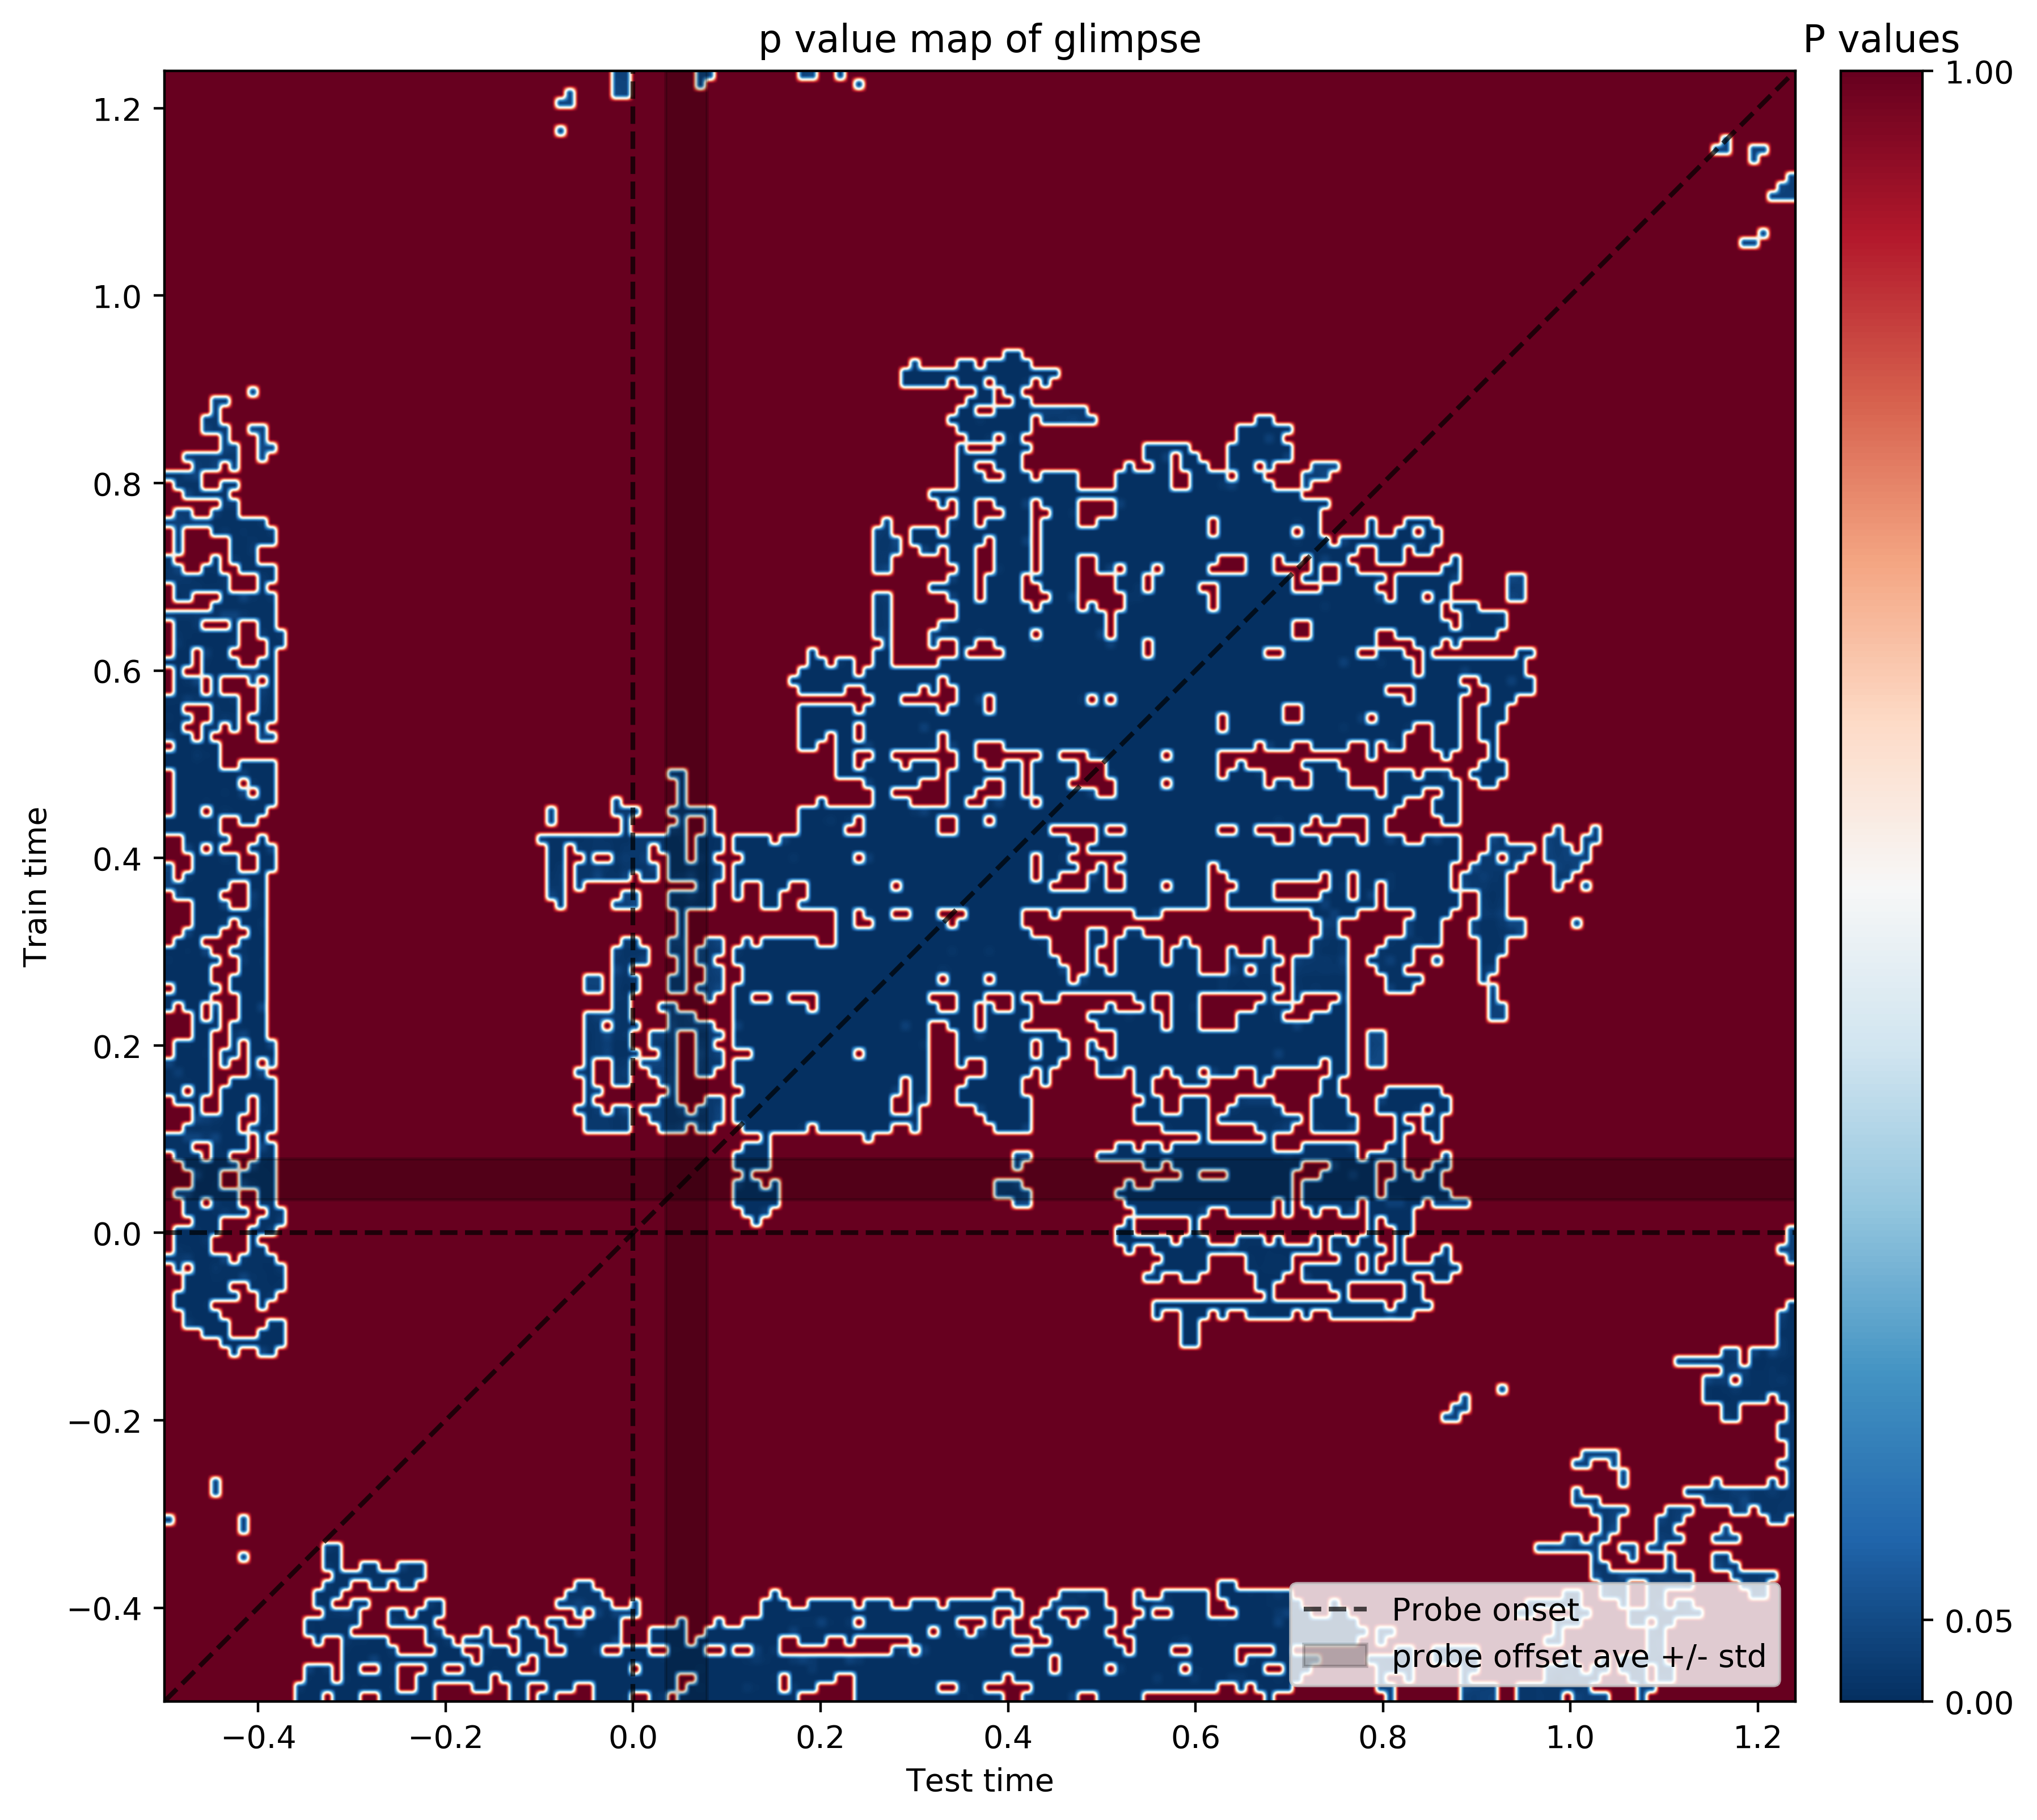 p value map of glimpse
P values
1.00
0.05
0.00
Train time
1.2
1.0
0.8
0.6
0.4
0.2
0.0
−0.2
−0.4
−0.4 −0.2 0.0 0.2 0.4 0.6 0.8 1.0 1.2
Test time
Probe onset
probe offset ave +/- std